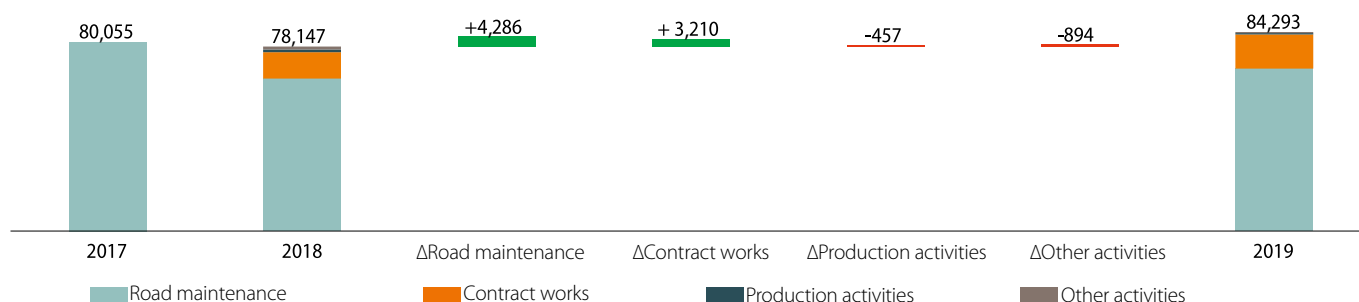 80,055
78,147
+4,286
+ 3,210
-457
-894
84,293
2017
2018
ΔRoad maintenance
ΔContract works
ΔProduction activities
ΔOther activities
2019
Road maintenance
Contract works
Production activities
Other activities